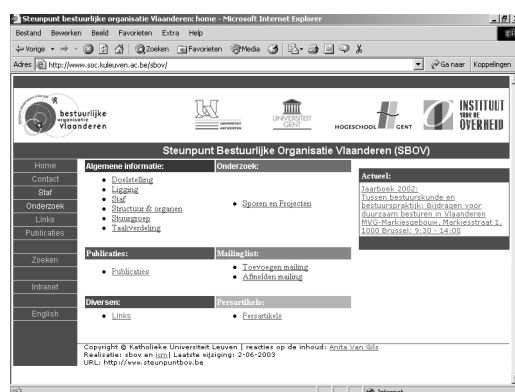 Steunpunt bestuurlijke organisatie Vlaanderen: home - Microsoft Internet Explorer
Bestand Bewerken Beeld Favorieten Extra Help
Vorige Zoeken Favorieten Media
Adres http://www.soc.kuleuven.ac.be/sbov/ Ga naar Koppelingen
bestuurlijke
organisatie
Vlaanderen
UNIVERSITEIT
ANTWERPEN
UNIVERSITEIT
GENT
HOGESCHOOL GENT
INSTITUUT
VOOR DE
OVERHEID
Steunpunt Bestuurlijke Organisatie Vlaanderen (SBOV)
Home
Contact
Staf
Onderzoek
Links
Publicaties
Zoeken
Intranet
English
Algemene informatie:
Doelstelling
Ligging
Staf
Structuur & organen
Stuurgroep
Taakverdeling
Onderzoek:
Sporen en Projecten
Publicaties:
Publicaties
Mailinglist:
Toevoegen mailing
Afmelden mailing
Diversen:
Links
Persartikels:
Persartikels
Actueel:
Jaarboek 2002:
Tussen bestuurskunde en
bestuurspraktijk: Bijdragen voor
duurzaam besturen in Vlaanderen
MVG-Markiesgebouw, Markiesstraat 1,
1000 Brussel; 9:30 - 14:00
Copyright © Katholieke Universiteit Leuven | reacties op de inhoud: Anita Van Gils
Realisatie: sbov en icm| Laatste wijziging: 2-06-2003
URL: http://www.steunpuntbov.be
Internet